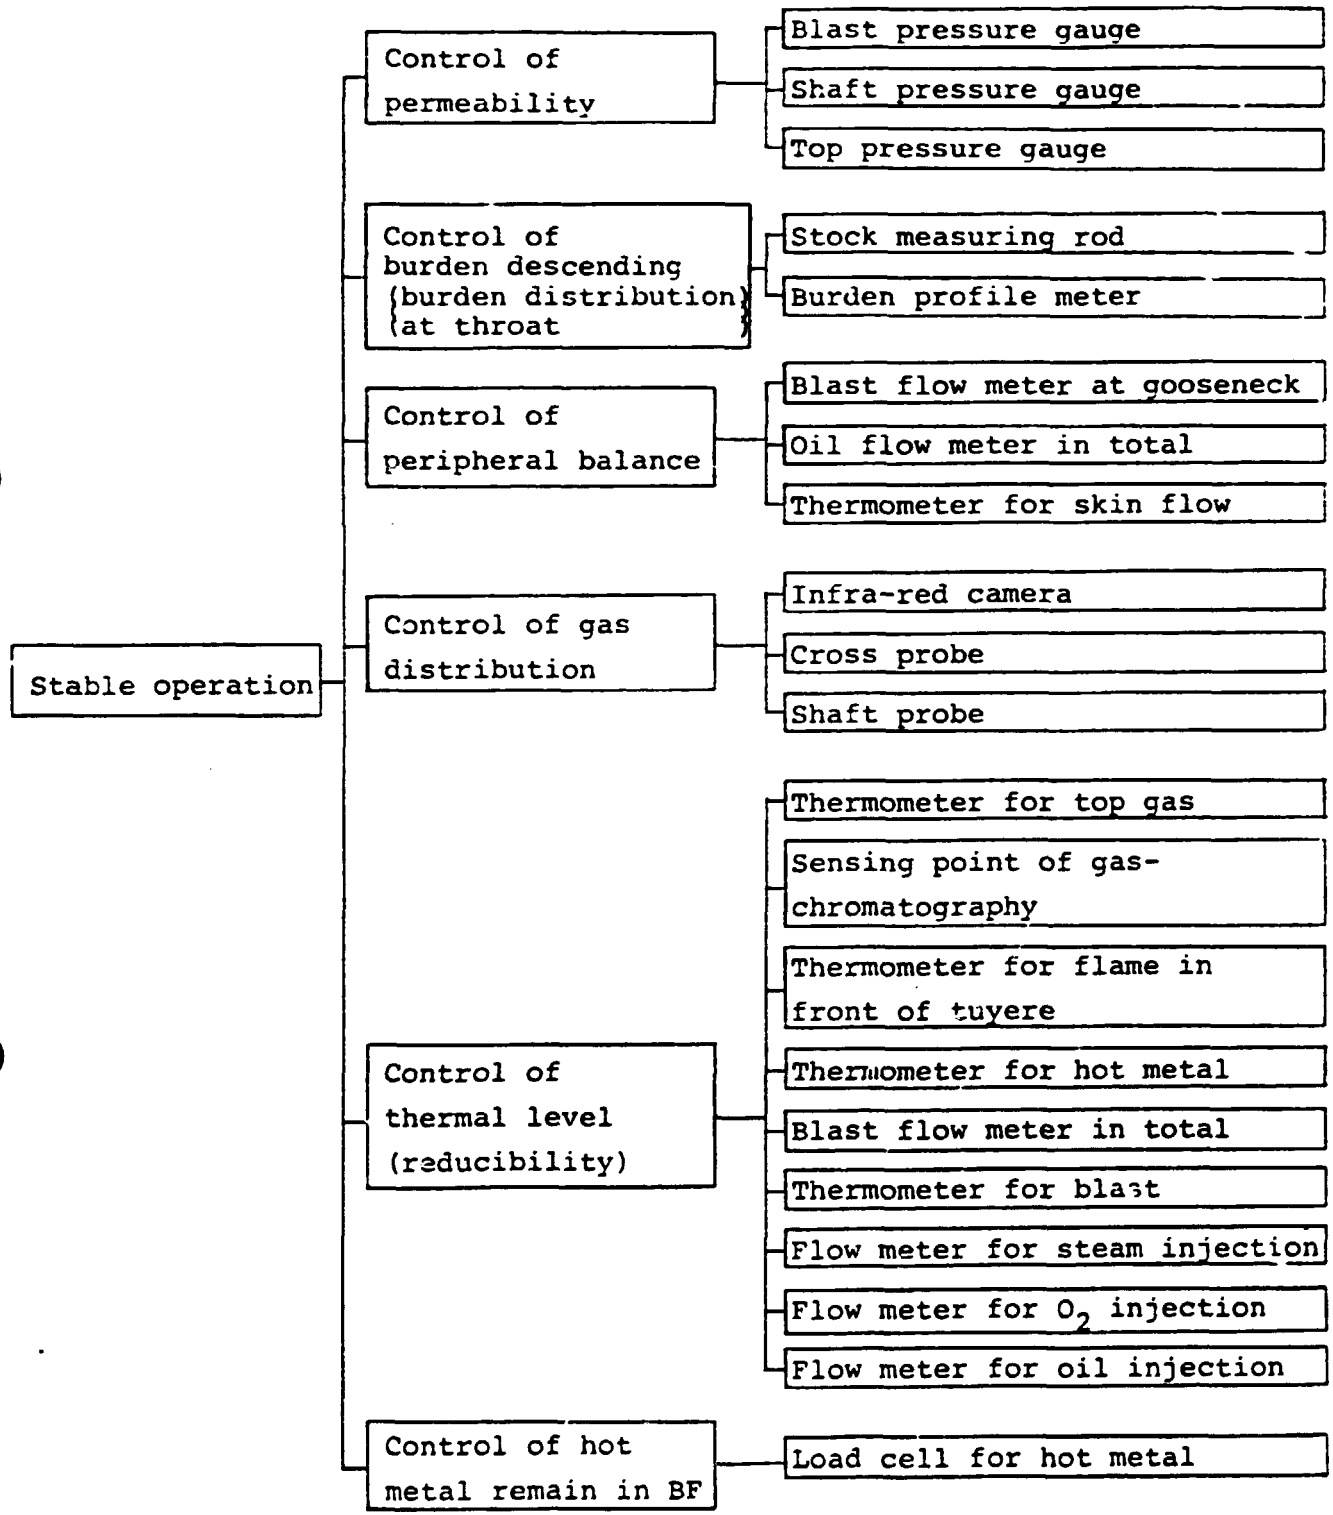 Control of
permeability
Blast pressure gauge
Shaft pressure gauge
Top pressure gauge
Control of
burden descending
(burden distribution)
(at throat )
Stock measuring rod
Burden profile meter
Control of
peripheral balance
Blast flow meter at gooseneck
Oil flow meter in total
Thermometer for skin flow
Stable operation
Control of gas
distribution
Infra-red camera
Cross probe
Shaft probe
Control of
thermal level
(reducibility)
Thermometer for top gas
Sensing point of gas-
chromatography
Thermometer for flame in
front of tuyere
Thermometer for hot metal
Blast flow meter in total
Thermometer for blast
Flow meter for steam injection
Flow meter for O₂ injection
Flow meter for oil injection
Control of hot
metal remain in BF
Load cell for hot metal